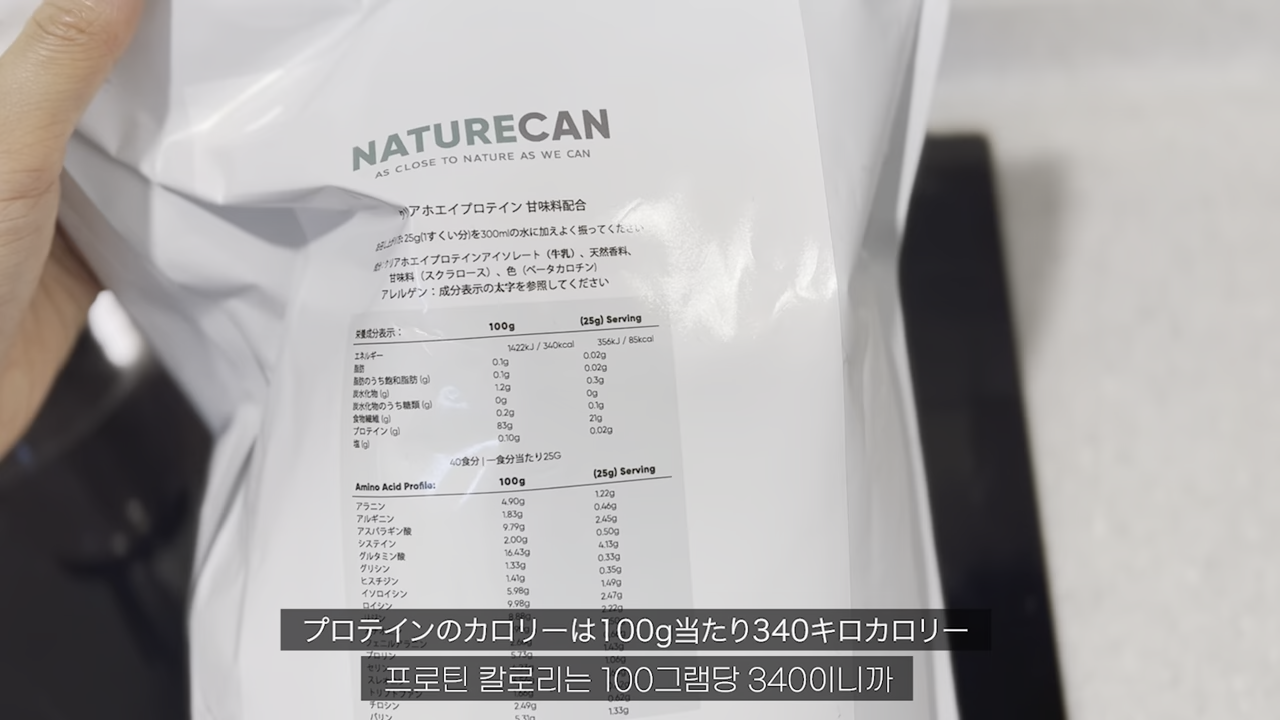 NATURECAN
AS CLOSE TO NATURE AS WE CAN
アホエイプロテイン 甘味料配合
25g(1すくい分)を300mlの水に加えよく振ってください
アホエイプロテインアイソレート（牛乳）、天然香料、
甘味料（スクラロース）、色（ベータカロチン）
アレルゲン：成分表示の太字を参照してください
栄養成分表示： 100g (25g) Serving
エネルギー 1422kJ / 340kcal 356kJ / 85kcal
脂肪 0.1g 0.02g
脂肪のうち飽和脂肪 (g) 0.1g 0.02g
炭水化物 (g) 1.2g 0.3g
炭水化物のうち糖類 (g) 0g 0g
食物繊維 (g) 0.2g 0.1g
プロテイン (g) 83g 21g
塩 (g) 0.10g 0.02g
40食分 | 一食分当たり25G
Amino Acid Profile: 100g (25g) Serving
アラニン 4.90g 1.22g
アルギニン 1.83g 0.46g
アスパラギン酸 9.79g 2.45g
システイン 2.00g 0.50g
グルタミン酸 16.43g 4.13g
グリシン 1.33g 0.33g
ヒスチジン 1.41g 0.35g
イソロイシン 5.98g 1.49g
ロイシン 9.98g 2.47g
2.22g
プロテインのカロリーは100g当たり340キロカロリー
プロリン 5.73g
프로틴 칼로리는 100그램당 340이니까
チロシン 2.49g
バリン 5.31g 1.33g